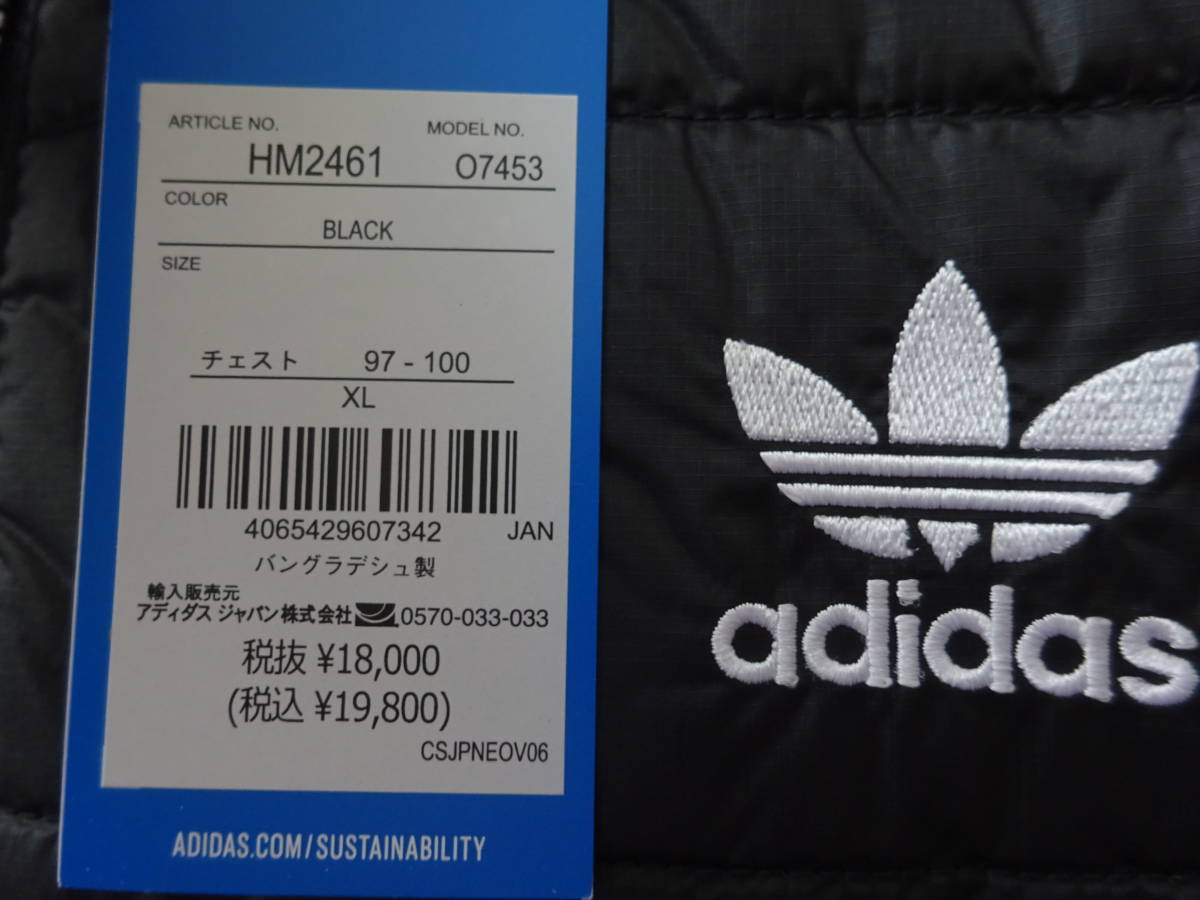 ARTICLE NO. MODEL NO.
HM2461 O7453
COLOR
BLACK
SIZE
チェスト 97 - 100
XL
4065429607342 JAN
バングラデシュ製
輸入販売元
アディダス ジャパン株式会社 0570-033-033
税抜 ¥18,000
(税込 ¥19,800)
CSJPNEOV06
ADIDAS.COM/SUSTAINABILITY
adidas